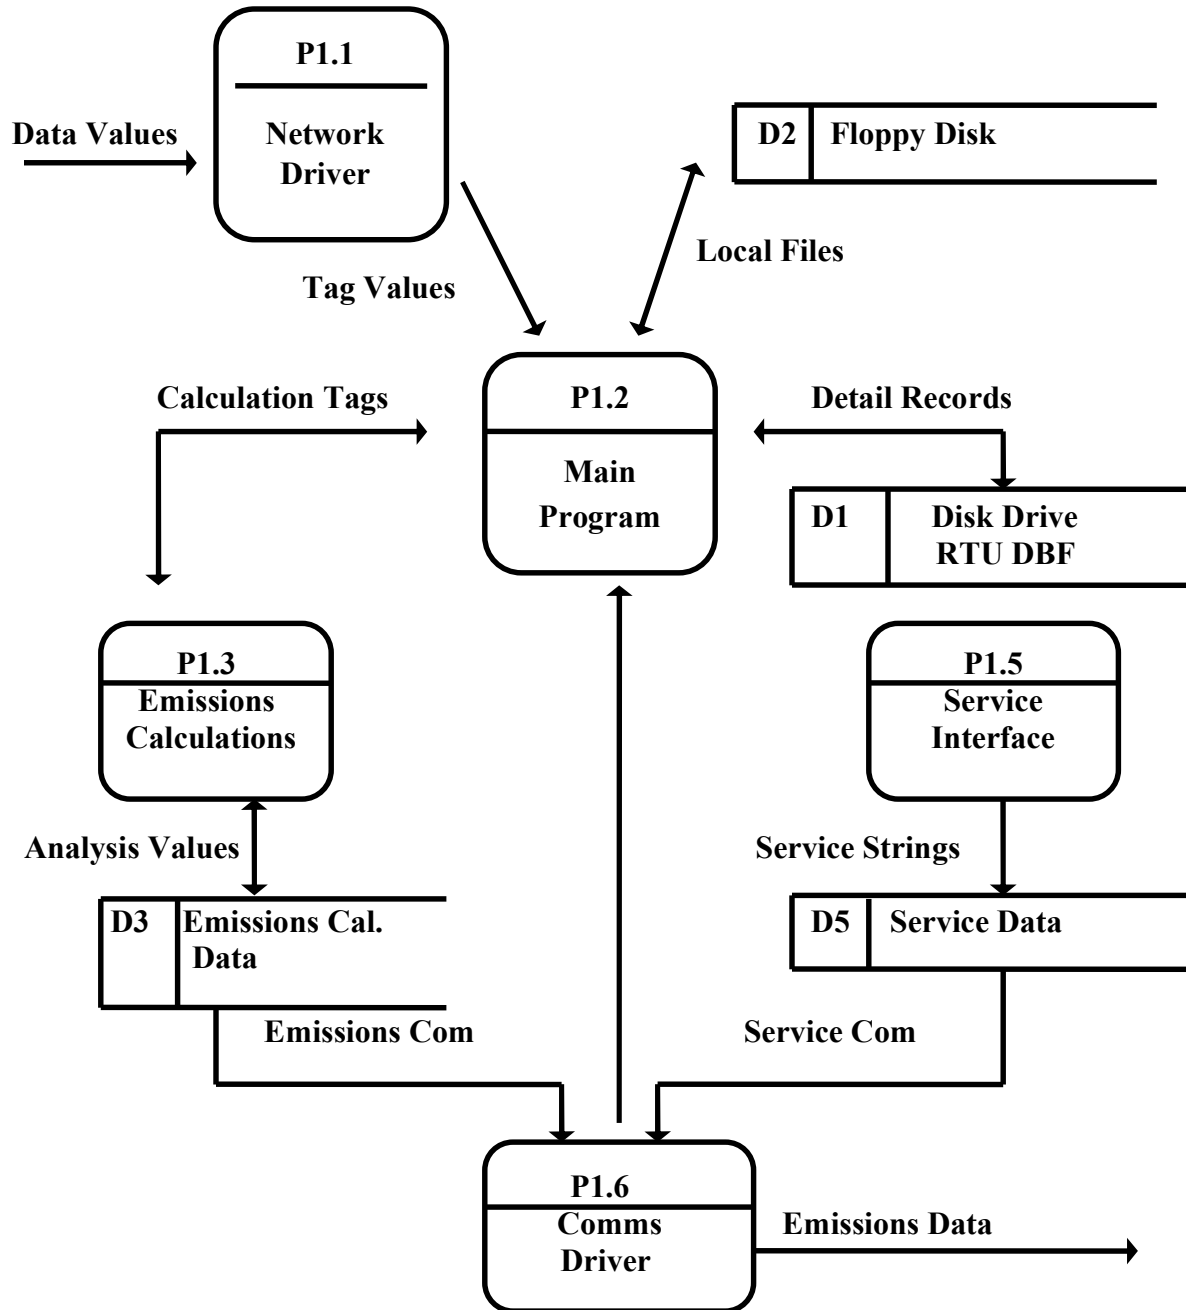 P1.1
Data Values
Network
Driver
D2 Floppy Disk
Local Files
Tag Values
Calculation Tags
P1.2
Detail Records
Main
Program
D1 Disk Drive
RTU DBF
P1.3
Emissions
Calculations
P1.5
Service
Interface
Analysis Values
Service Strings
D3 Emissions Cal.
Data
D5 Service Data
Emissions Com
Service Com
P1.6
Comms
Driver
Emissions Data